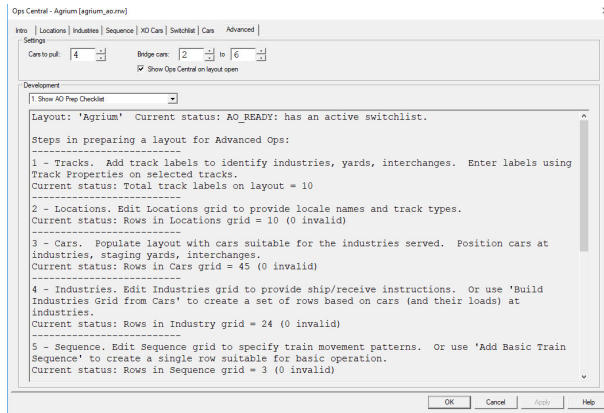 Ops Central - Agrium [agrium_ao.rrw]
Intro Locations Industries Sequence XO Cars Switchlist Cars Advanced
Settings
Cars to pull: 4 Bridge cars: 2 to 6
Show Ops Central on layout open
Development
1. Show AO Prep Checklist
Layout: 'Agrium' Current status: AO_READY: has an active switchlist.
Steps in preparing a layout for Advanced Ops:
--------------------------
1 - Tracks. Add track labels to identify industries, yards, interchanges. Enter labels using
Track Properties on selected tracks.
Current status: Total track labels on layout = 10
--------------------------
2 - Locations. Edit Locations grid to provide locale names and track types.
Current status: Rows in Locations grid = 10 (0 invalid)
--------------------------
3 - Cars. Populate layout with cars suitable for the industries served. Position cars at
industries, staging yards, interchanges.
Current status: Rows in Cars grid = 45 (0 invalid)
--------------------------
4 - Industries. Edit Industries grid to provide ship/receive instructions. Or use 'Build
Industries Grid from Cars' to create a set of rows based on cars (and their loads) at
industries.
Current status: Rows in Industry grid = 24 (0 invalid)
--------------------------
5 - Sequence. Edit Sequence grid to specify train movement patterns. Or use 'Add Basic Train
Sequence' to create a single row suitable for basic operation.
Current status: Rows in Sequence grid = 3 (0 invalid)
OK Cancel Apply Help